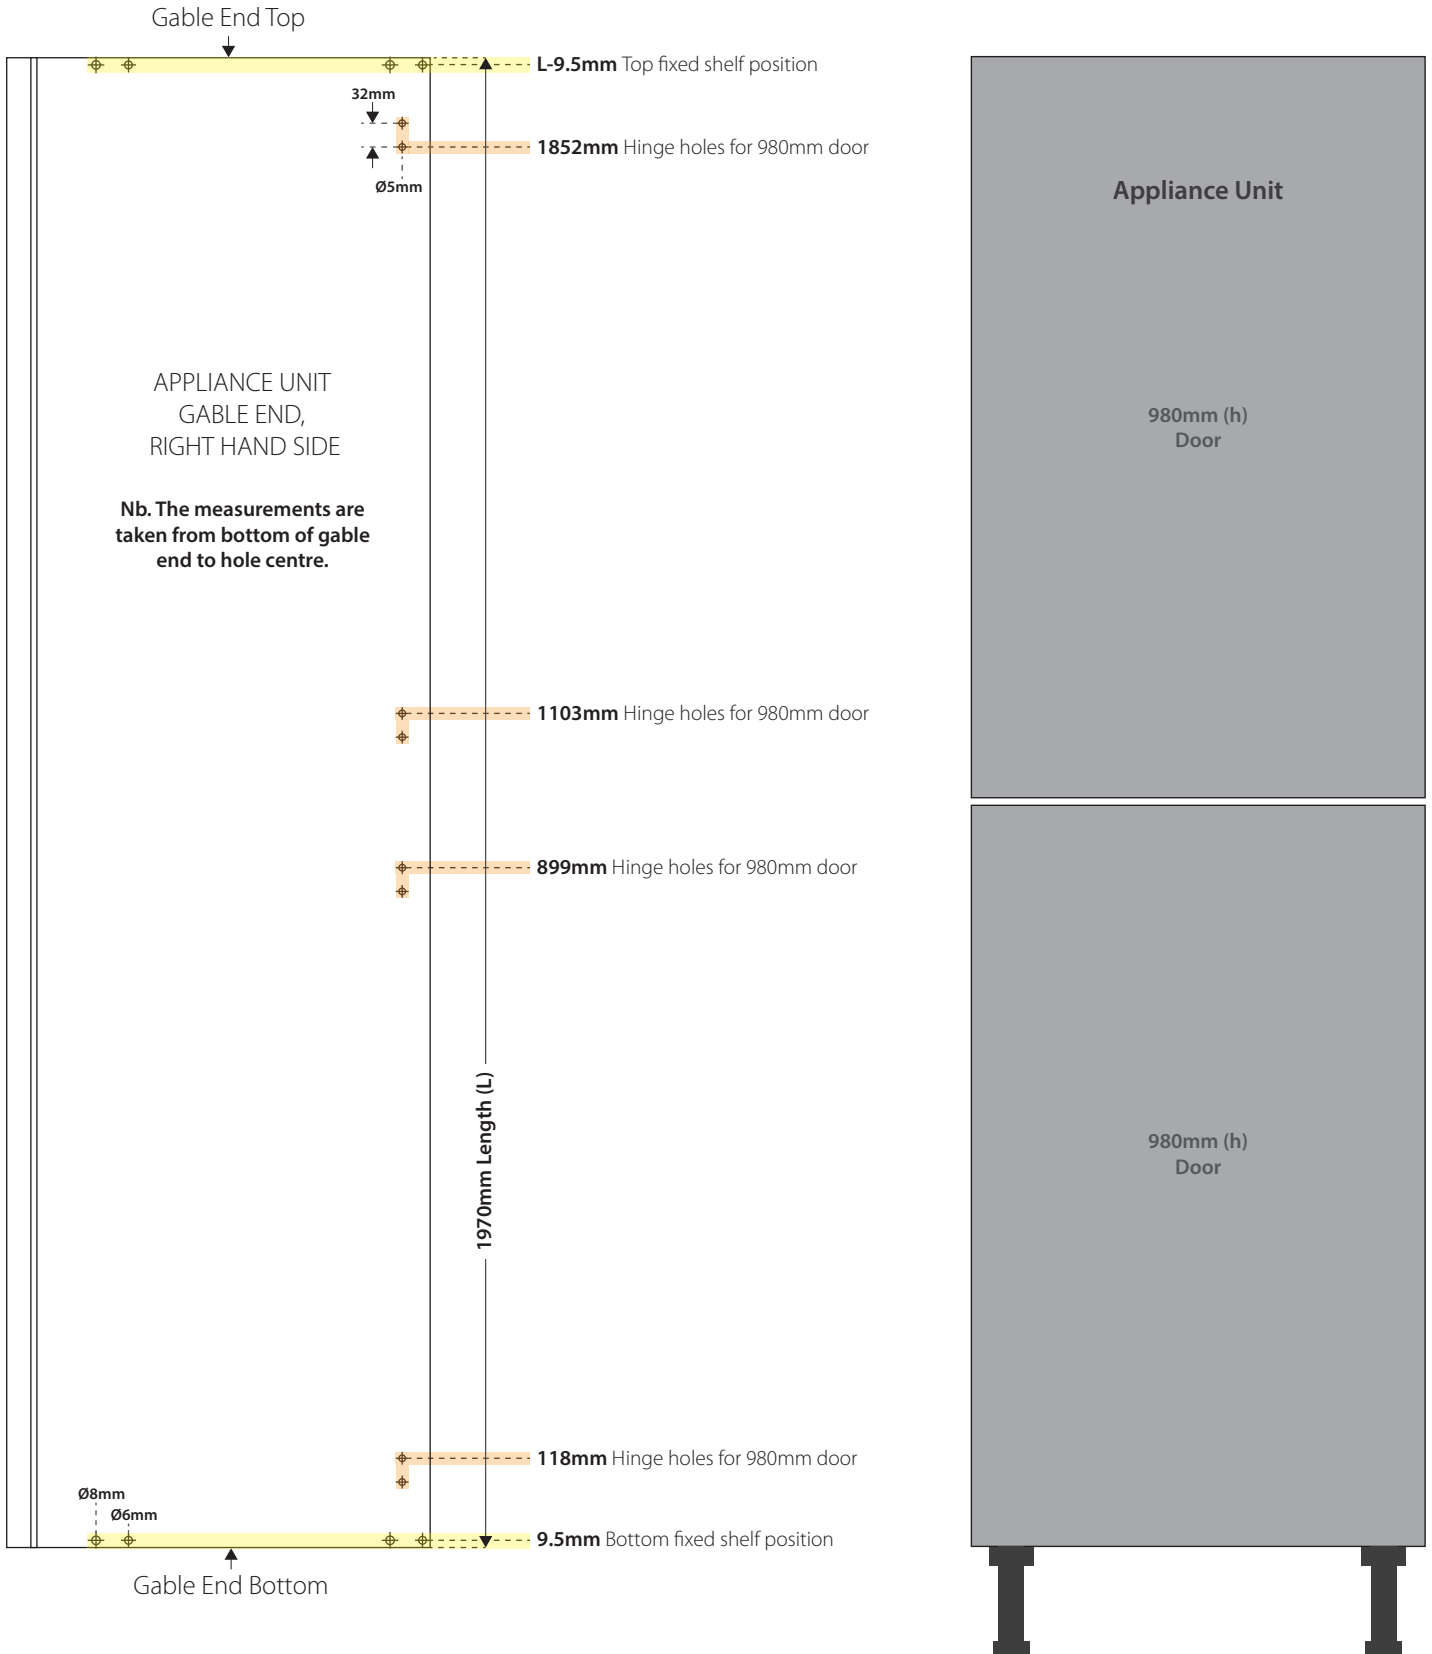 Gable End Top
L-9.5mm Top fixed shelf position
32mm
1852mm Hinge holes for 980mm door
Ø5mm
Appliance Unit
APPLIANCE UNIT
GABLE END,
RIGHT HAND SIDE
980mm (h)
Door
Nb. The measurements are
taken from bottom of gable
end to hole centre.
1103mm Hinge holes for 980mm door
899mm Hinge holes for 980mm door
1970mm Length (L)
980mm (h)
Door
118mm Hinge holes for 980mm door
Ø8mm
Ø6mm
9.5mm Bottom fixed shelf position
Gable End Bottom